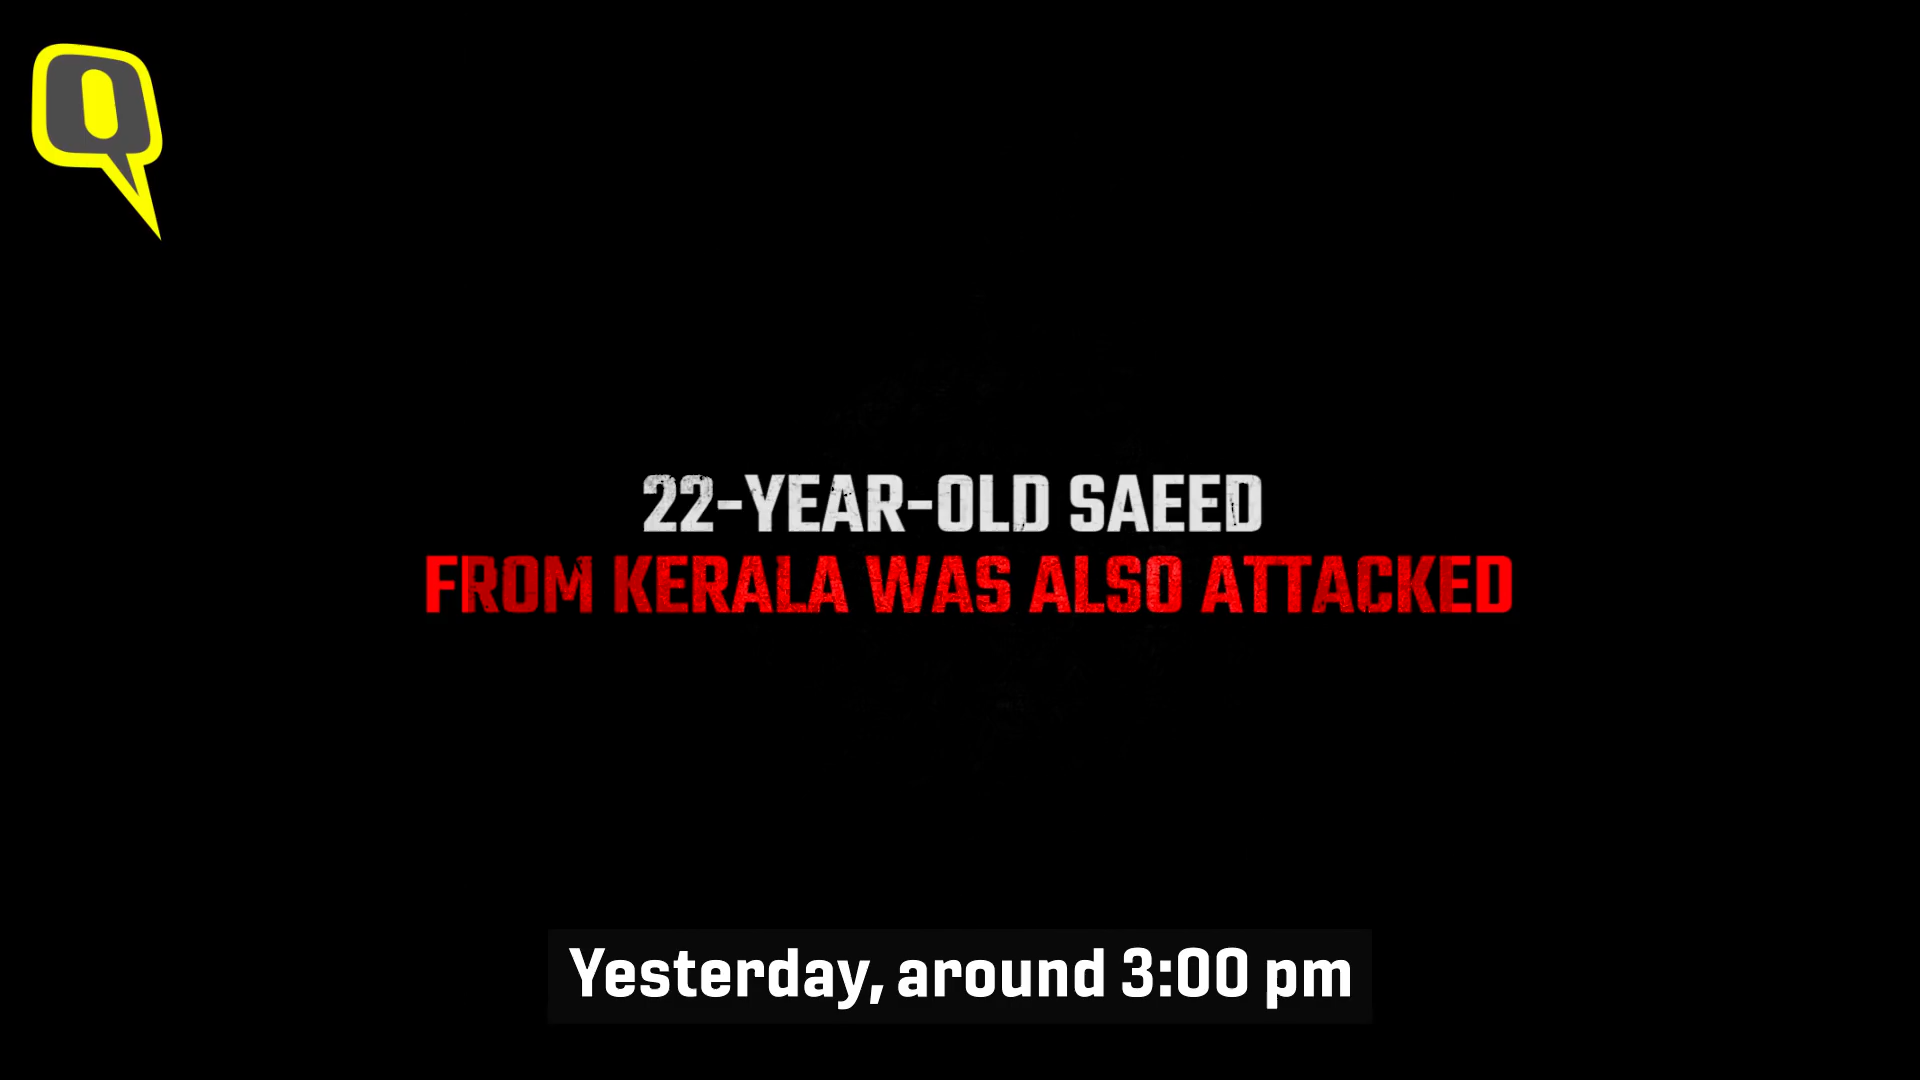 Q
22-YEAR-OLD SAEED
FROM KERALA WAS ALSO ATTACKED
Yesterday, around 3:00 pm